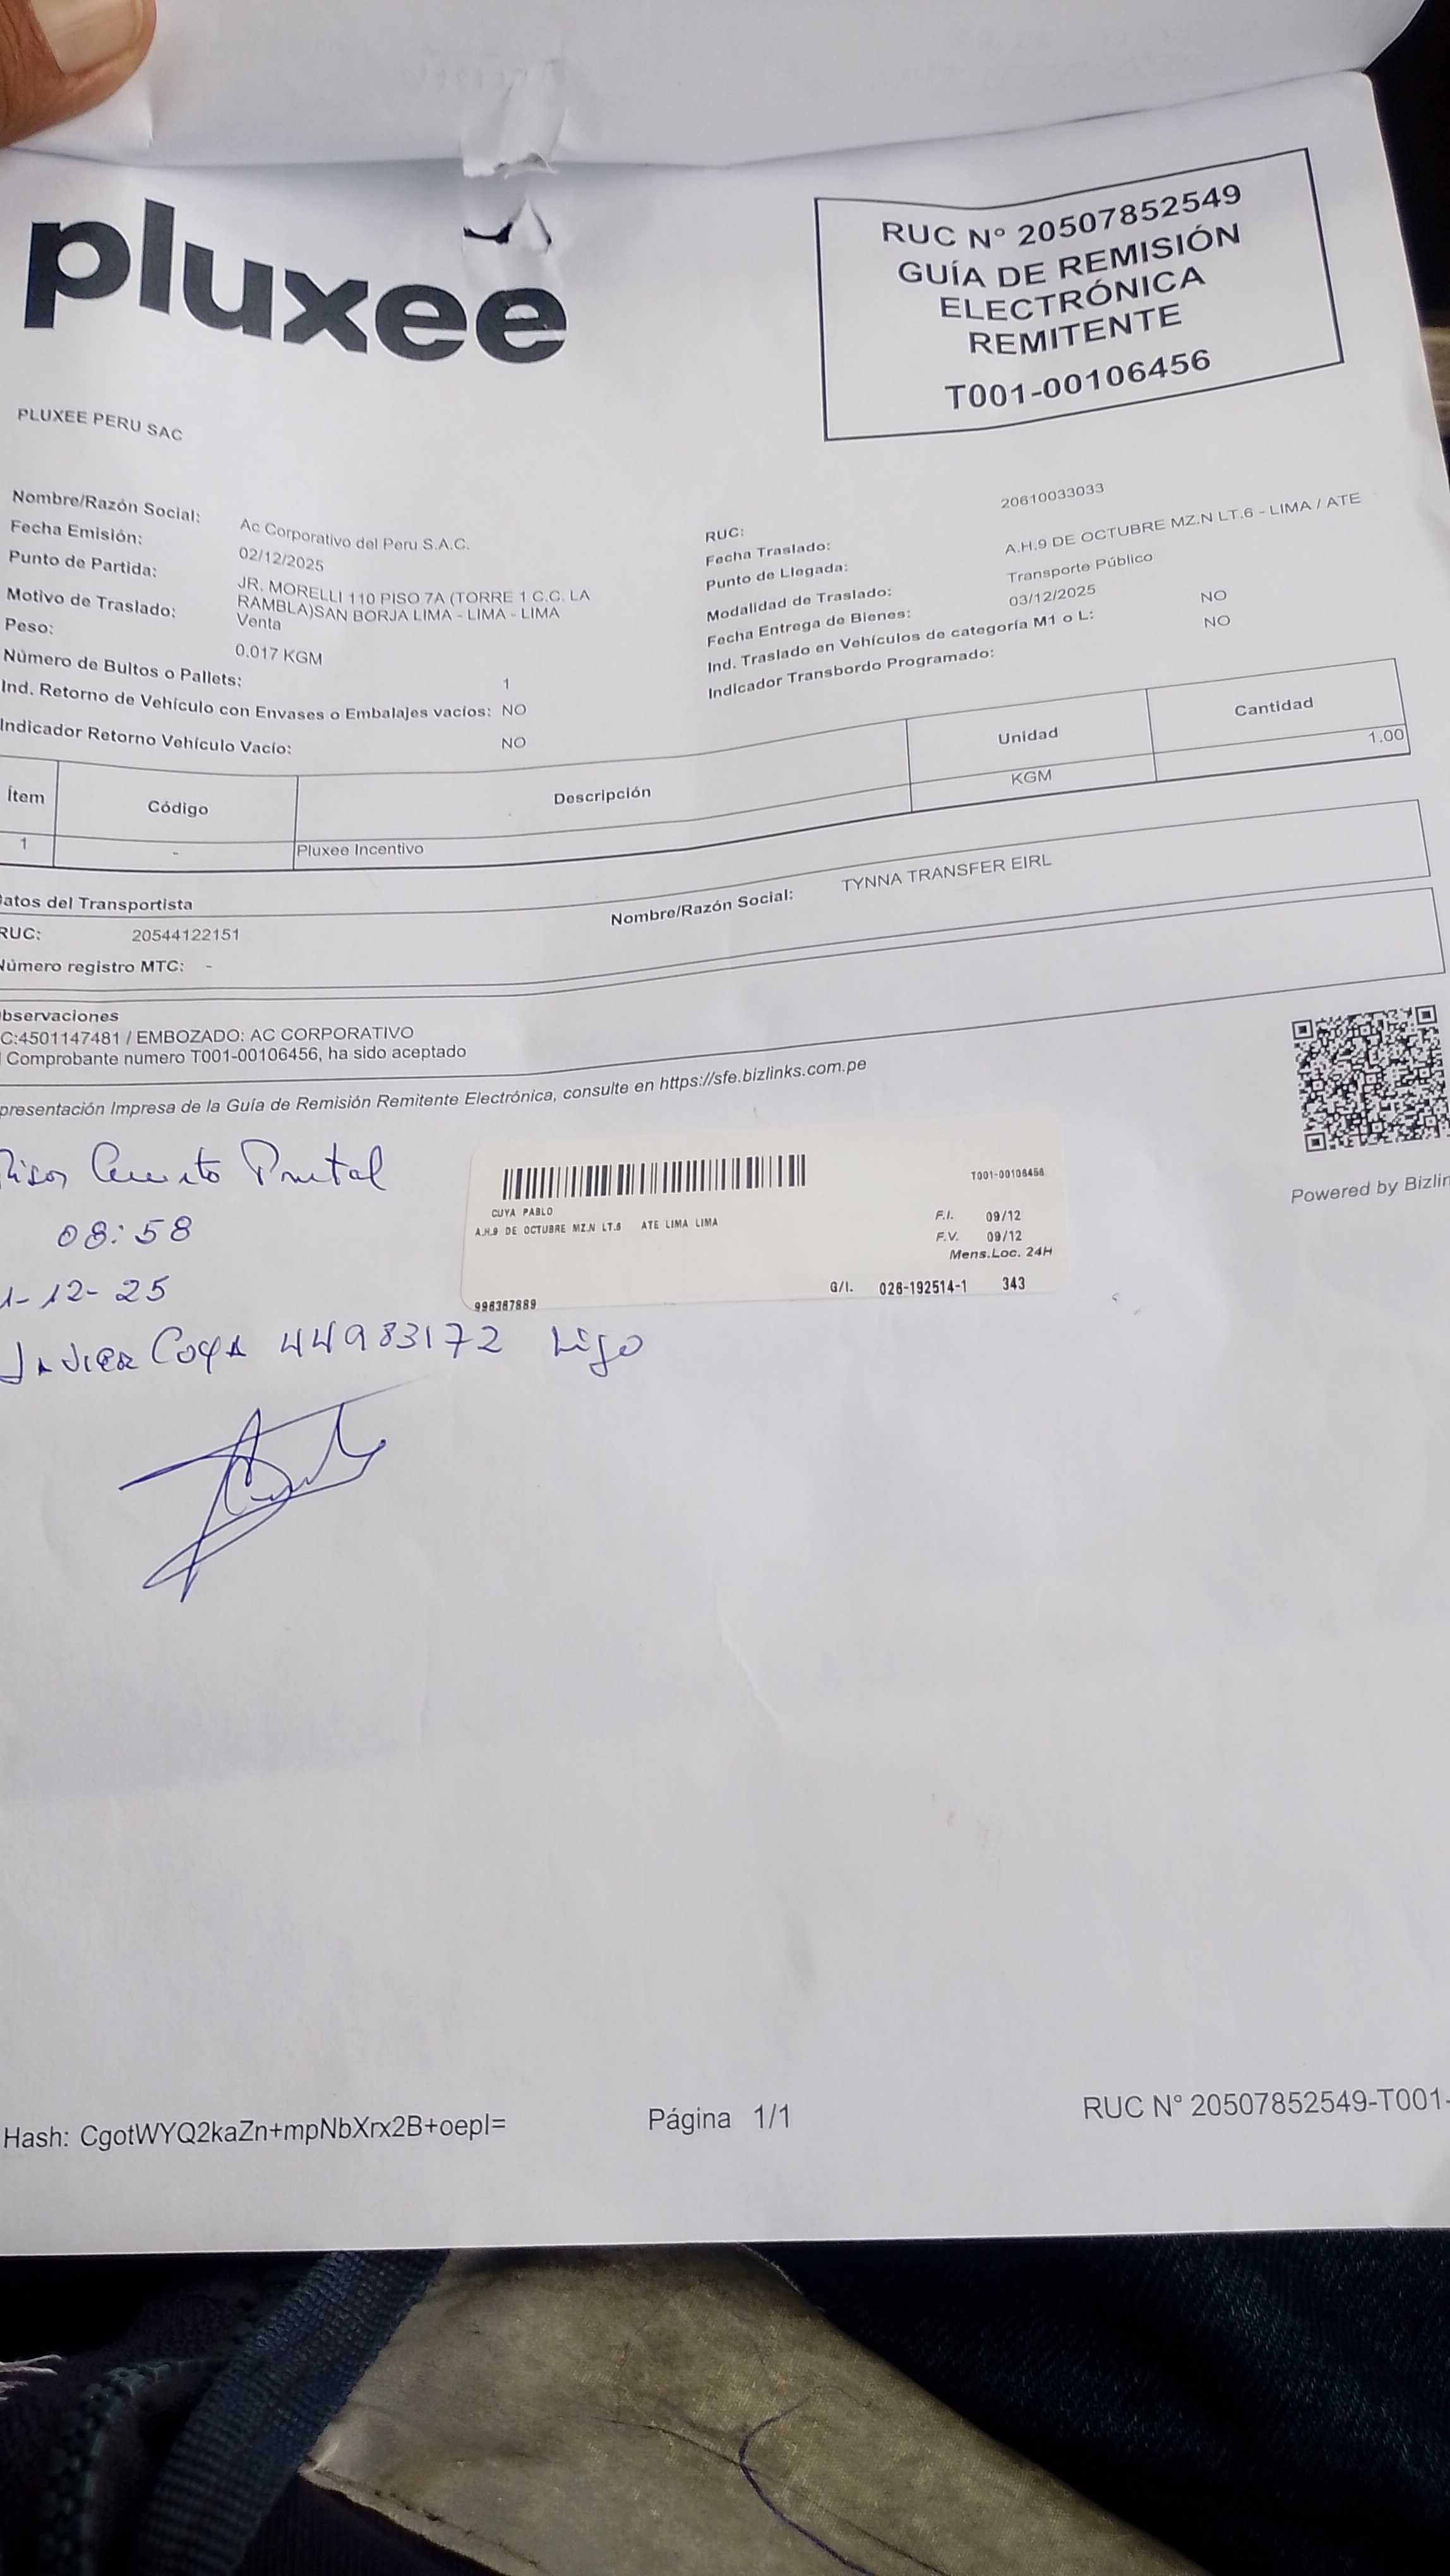 pluxee
RUC N° 20507852549
GUÍA DE REMISIÓN
ELECTRÓNICA
REMITENTE
T001-00106456
PLUXEE PERU SAC
Nombre/Razón Social: Ac Corporativo del Peru S.A.C.
Fecha Emisión: 02/12/2025
Punto de Partida: JR. MORELLI 110 PISO 7A (TORRE 1 C.C. LA
RAMBLA)SAN BORJA LIMA - LIMA - LIMA
Motivo de Traslado: Venta
Peso: 0.017 KGM
Número de Bultos o Pallets: 1
Ind. Retorno de Vehículo con Envases o Embalajes vacíos: NO
Indicador Retorno Vehículo Vacío: NO
RUC: 20610033033
Fecha Traslado:
Punto de Llegada: A.H.9 DE OCTUBRE MZ.N LT.6 - LIMA / ATE
Modalidad de Traslado: Transporte Público
Fecha Entrega de Bienes: 03/12/2025
Ind. Traslado en Vehículos de categoría M1 o L: NO
Indicador Transbordo Programado: NO
Ítem Código Descripción Unidad Cantidad
1 - Pluxee Incentivo KGM 1.00
atos del Transportista
RUC: 20544122151
Nombre/Razón Social: TYNNA TRANSFER EIRL
Número registro MTC: -
bservaciones
C:4501147481 / EMBOZADO: AC CORPORATIVO
Comprobante numero T001-00106456, ha sido aceptado
presentación Impresa de la Guía de Remisión Remitente Electrónica, consulte en https://sfe.bizlinks.com.pe
Powered by Bizlin
08:58
1-12-25
T001-00106456
CUYA PABLO
A.H.9 DE OCTUBRE MZ.N LT.6 ATE LIMA LIMA
F.I. 09/12
F.V. 09/12
Mens.Loc. 24H
G/I. 026-192514-1 343
996367889
Javier Coya 44983172
Hash: CgotWYQ2kaZn+mpNbXrx2B+oepI=
Página 1/1
RUC N° 20507852549-T001-